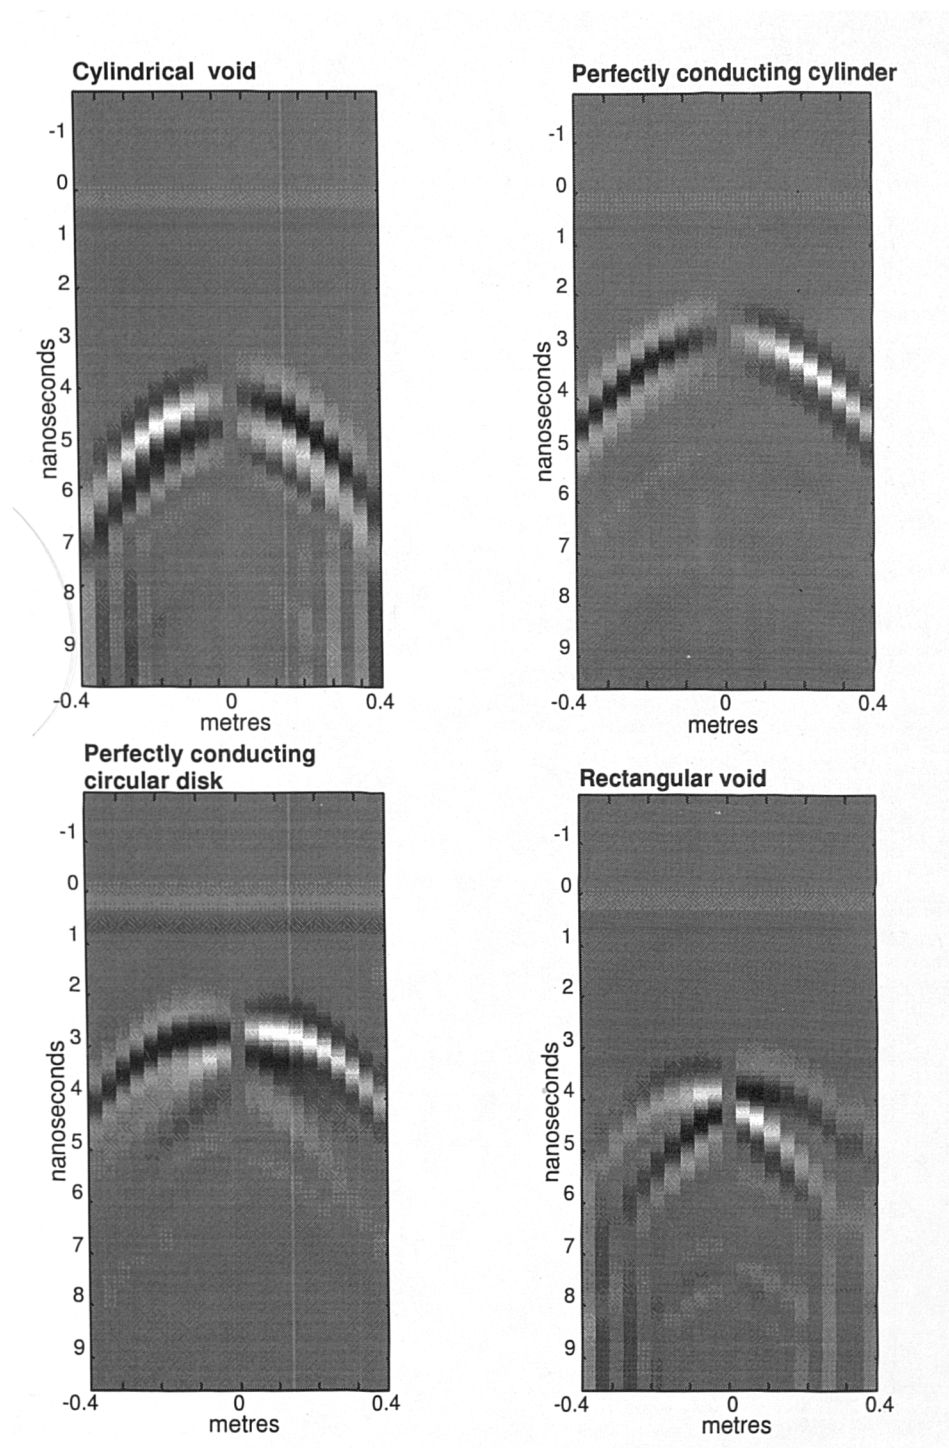 Cylindrical void
-1
0
1
2
3
4
5
6
7
8
9
nanoseconds
-0.4 0 0.4
metres
Perfectly conducting cylinder
-1
0
1
2
3
4
5
6
7
8
9
nanoseconds
-0.4 0 0.4
metres
Perfectly conducting
circular disk
-1
0
1
2
3
4
5
6
7
8
9
nanoseconds
-0.4 0 0.4
metres
Rectangular void
-1
0
1
2
3
4
5
6
7
8
9
nanoseconds
-0.4 0 0.4
metres